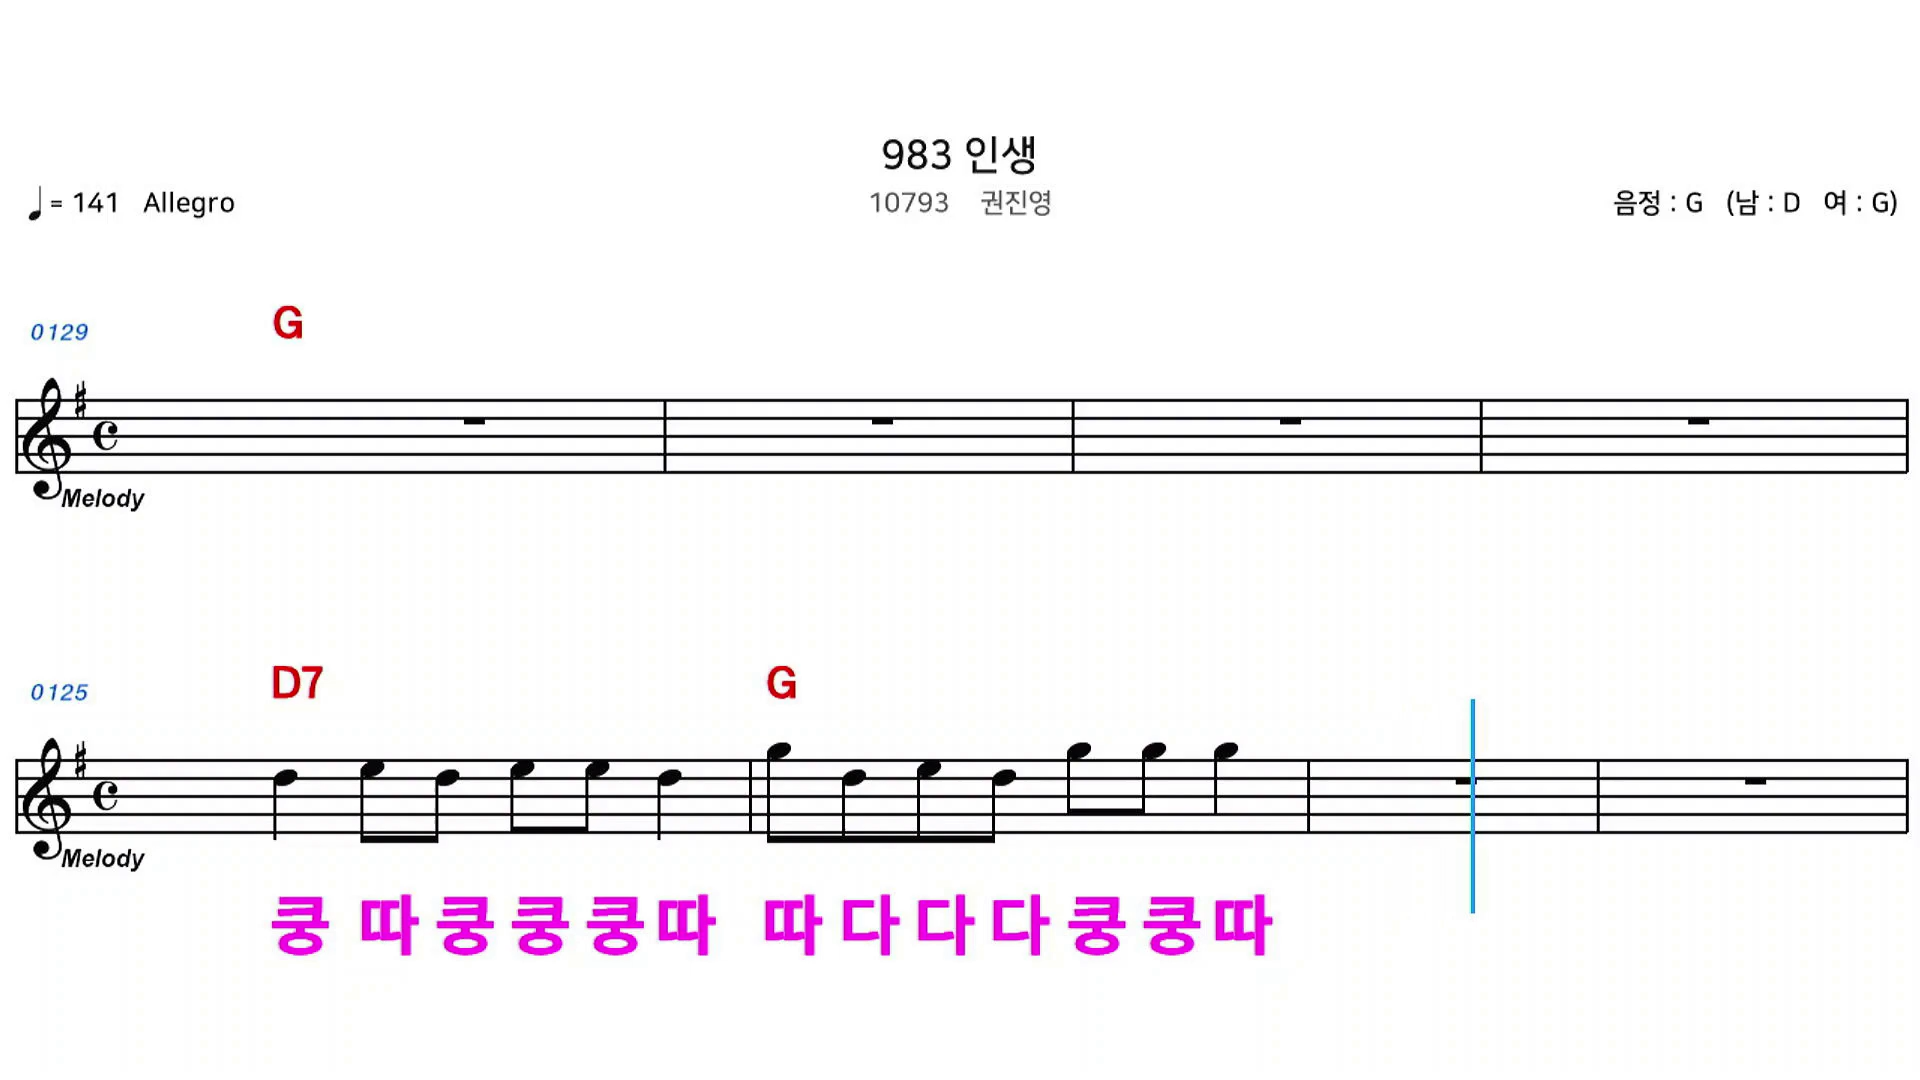 983 인생
♩= 141 Allegro
10793 권진영
음정 : G (남 : D 여 : G)
0129 G
Melody
0125 D7 G
Melody
쿵 따 쿵 쿵 쿵 따 따 다 다 다 쿵 쿵 따